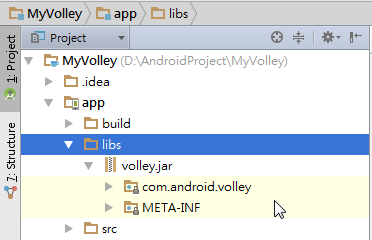 MyVolley app libs
1: Project
Project
MyVolley (D:\AndroidProject\MyVolley)
.idea
app
build
libs
volley.jar
com.android.volley
META-INF
src
7: Structure